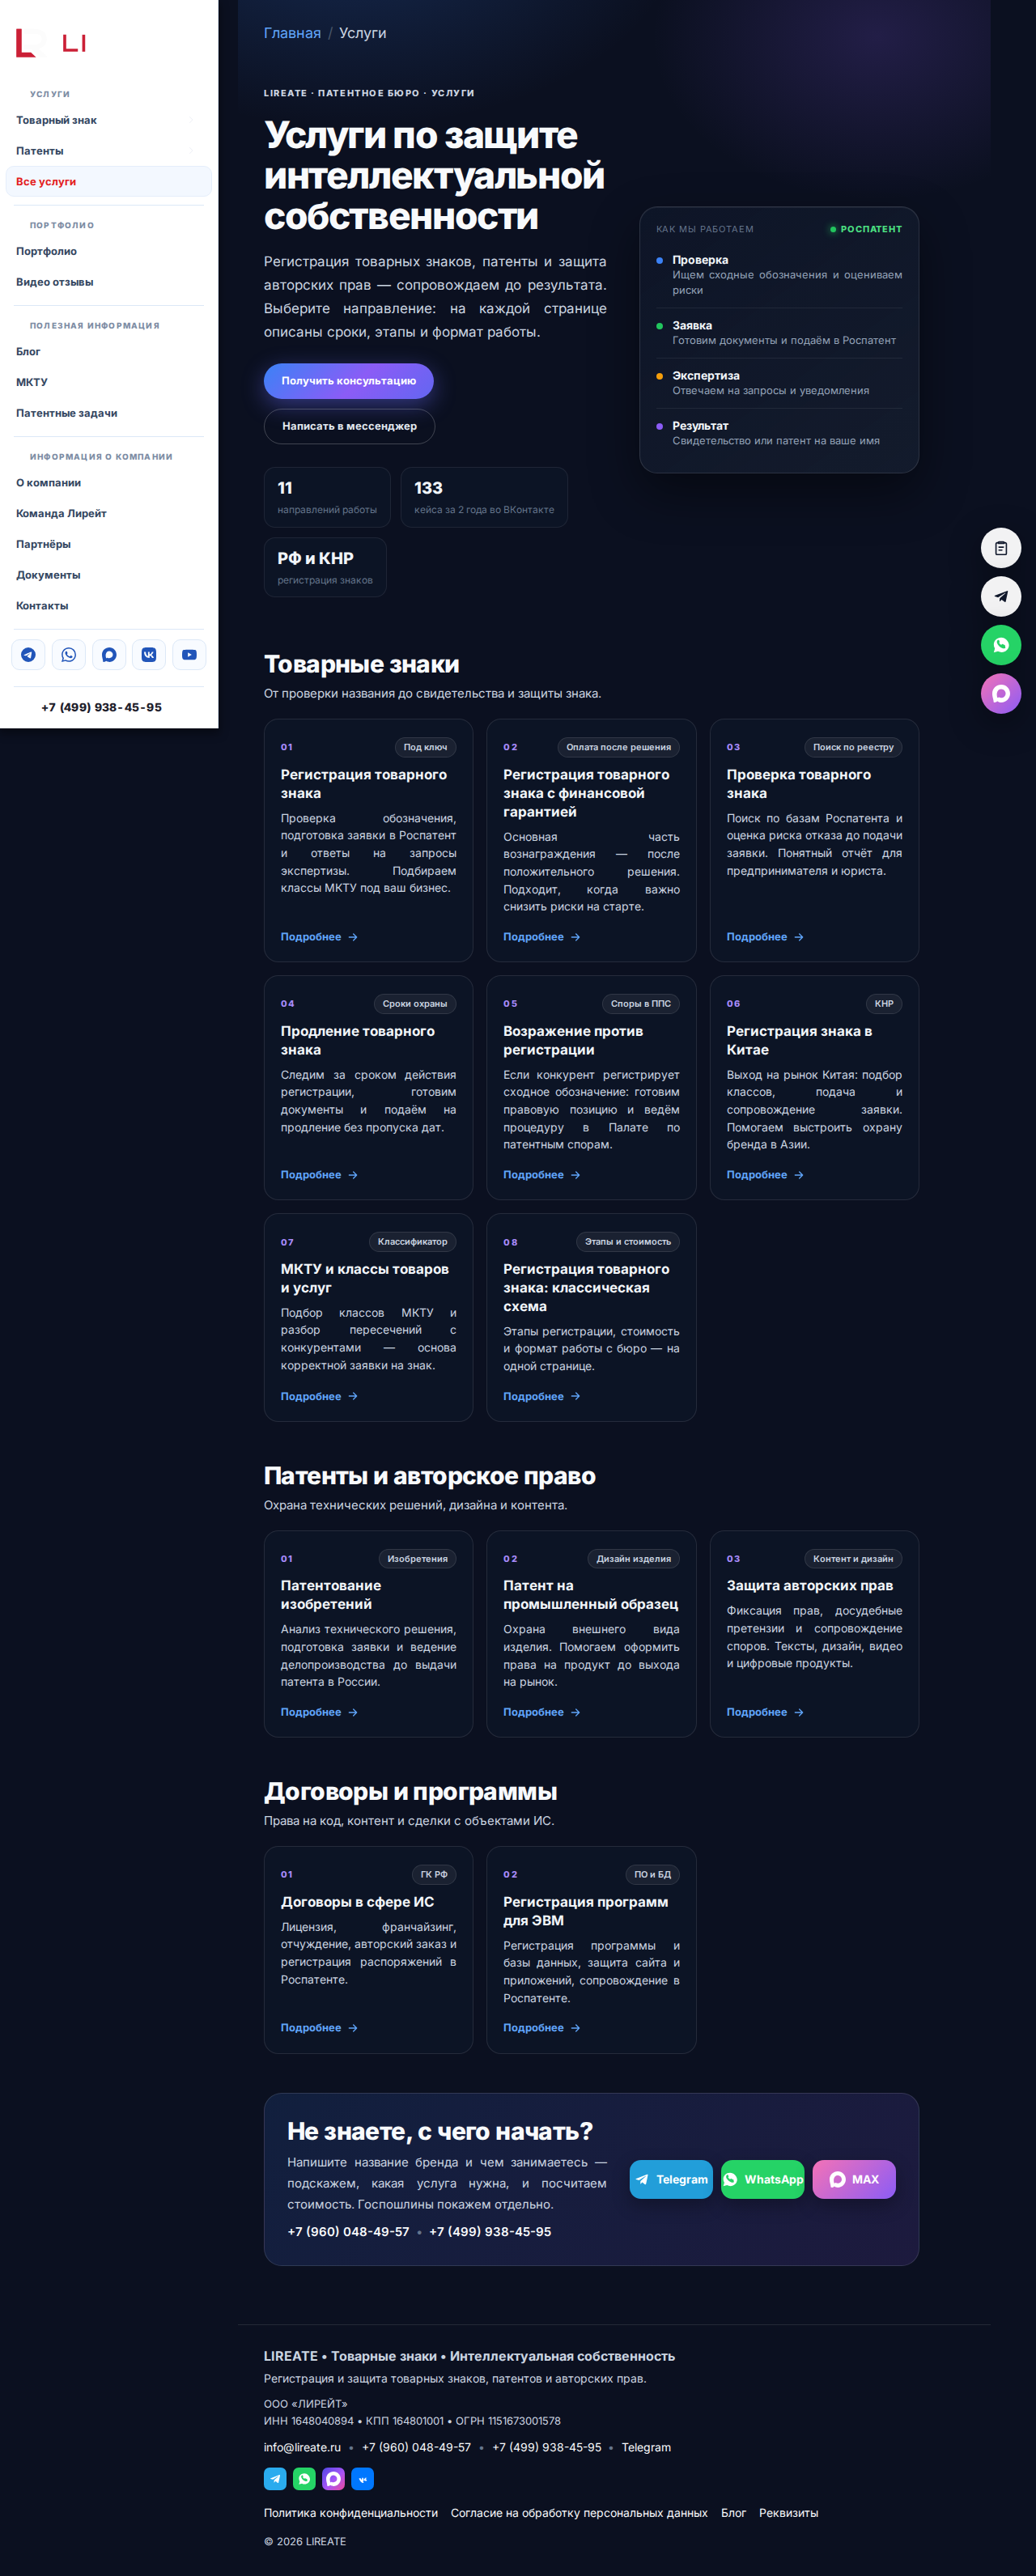 LI
УСЛУГИ
Товарный знак
Патенты
Все услуги
ПОРТФОЛИО
Портфолио
Видео отзывы
ПОЛЕЗНАЯ ИНФОРМАЦИЯ
Блог
МКТУ
Патентные задачи
ИНФОРМАЦИЯ О КОМПАНИИ
О компании
Команда Лирейт
Партнёры
Документы
Контакты
+7 (499) 938-45-95
Главная / Услуги
LIREATE · ПАТЕНТНОЕ БЮРО · УСЛУГИ
Услуги по защите
интеллектуальной
собственности
Регистрация товарных знаков, патенты и защита
авторских прав — сопровождаем до результата.
Выберите направление: на каждой странице
описаны сроки, этапы и формат работы.
Получить консультацию
Написать в мессенджер
11
направлений работы
133
кейса за 2 года во ВКонтакте
РФ и КНР
регистрация знаков
КАК МЫ РАБОТАЕМ
РОСПАТЕНТ
Проверка
Ищем сходные обозначения и оцениваем
риски
Заявка
Готовим документы и подаём в Роспатент
Экспертиза
Отвечаем на запросы и уведомления
Результат
Свидетельство или патент на ваше имя
Товарные знаки
От проверки названия до свидетельства и защиты знака.
01
Под ключ
Регистрация товарного
знака
Проверка обозначения,
подготовка заявки в Роспатент
и ответы на запросы
экспертизы. Подбираем
классы МКТУ под ваш бизнес.
Подробнее →
02
Оплата после решения
Регистрация товарного
знака с финансовой
гарантией
Основная часть
вознаграждения — после
положительного решения.
Подходит, когда важно
снизить риски на старте.
Подробнее →
03
Поиск по реестру
Проверка товарного
знака
Поиск по базам Роспатента и
оценка риска отказа до подачи
заявки. Понятный отчёт для
предпринимателя и юриста.
Подробнее →
04
Сроки охраны
Продление товарного
знака
Следим за сроком действия
регистрации, готовим
документы и подаём на
продление без пропуска дат.
Подробнее →
05
Споры в ППС
Возражение против
регистрации
Если конкурент регистрирует
сходное обозначение: готовим
правовую позицию и ведём
процедуру в Палате по
патентным спорам.
Подробнее →
06
КНР
Регистрация знака в
Китае
Выход на рынок Китая: подбор
классов, подача и
сопровождение заявки.
Помогаем выстроить охрану
бренда в Азии.
Подробнее →
07
Классификатор
МКТУ и классы товаров
и услуг
Подбор классов МКТУ и
разбор пересечений с
конкурентами — основа
корректной заявки на знак.
Подробнее →
08
Этапы и стоимость
Регистрация товарного
знака: классическая
схема
Этапы регистрации, стоимость
и формат работы с бюро — на
одной странице.
Подробнее →
Патенты и авторское право
Охрана технических решений, дизайна и контента.
01
Изобретения
Патентование
изобретений
Анализ технического решения,
подготовка заявки и ведение
делопроизводства до выдачи
патента в России.
Подробнее →
02
Дизайн изделия
Патент на
промышленный образец
Охрана внешнего вида
изделия. Помогаем оформить
права на продукт до выхода
на рынок.
Подробнее →
03
Контент и дизайн
Защита авторских прав
Фиксация прав, досудебные
претензии и сопровождение
споров. Тексты, дизайн, видео
и цифровые продукты.
Подробнее →
Договоры и программы
Права на код, контент и сделки с объектами ИС.
01
ГК РФ
Договоры в сфере ИС
Лицензия, франчайзинг,
отчуждение, авторский заказ и
регистрация распоряжений в
Роспатенте.
Подробнее →
02
ПО и БД
Регистрация программ
для ЭВМ
Регистрация программы и
базы данных, защита сайта и
приложений, сопровождение в
Роспатенте.
Подробнее →
Не знаете, с чего начать?
Напишите название бренда и чем занимаетесь —
подскажем, какая услуга нужна, и посчитаем
стоимость. Госпошлины покажем отдельно.
+7 (960) 048-49-57 • +7 (499) 938-45-95
Telegram
WhatsApp
MAX
LIREATE • Товарные знаки • Интеллектуальная собственность
Регистрация и защита товарных знаков, патентов и авторских прав.
ООО «ЛИРЕЙТ»
ИНН 1648040894 • КПП 164801001 • ОГРН 1151673001578
info@lireate.ru • +7 (960) 048-49-57 • +7 (499) 938-45-95 • Telegram
Политика конфиденциальности Согласие на обработку персональных данных Блог Реквизиты
© 2026 LIREATE